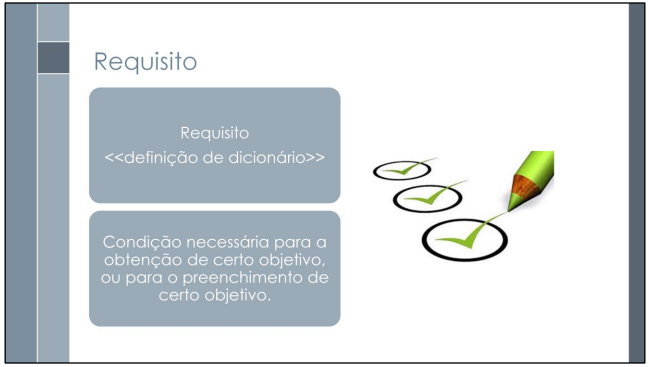 Requisito
Requisito
<<definição de dicionário>>
Condição necessária para a
obtenção de certo objetivo,
ou para o preenchimento de
certo objetivo.